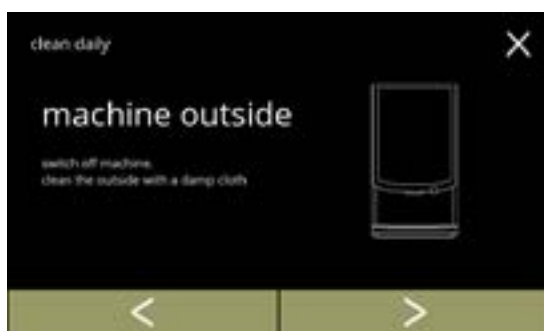 clean daily
machine outside
switch off machine.
clean the outside with a damp cloth